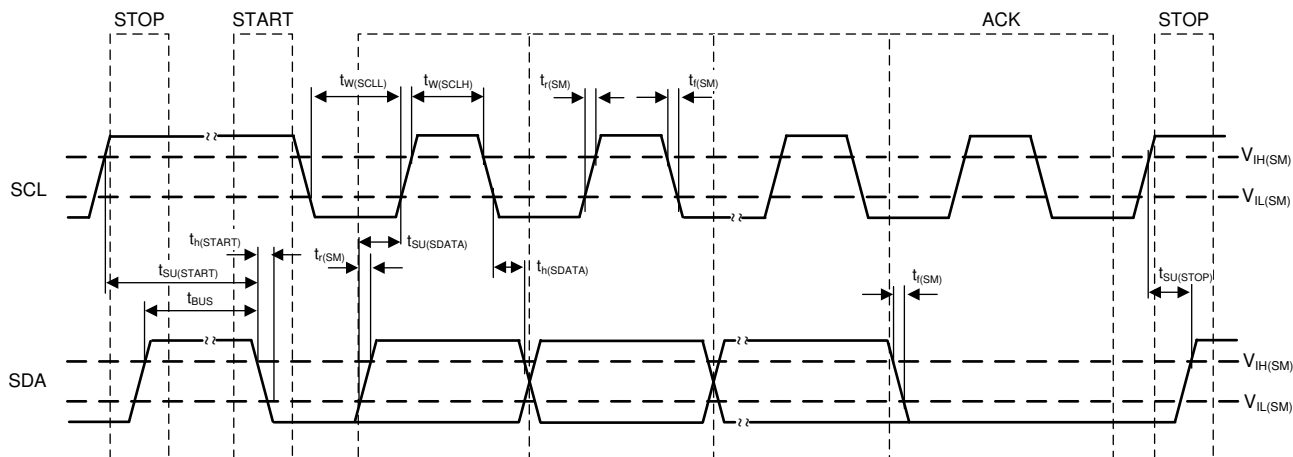 STOP START ACK STOP
tW(SCLL) tW(SCLH) tr(SM) tf(SM)
VIH(SM)
SCL
VIL(SM)
th(START) tr(SM) tSU(SDATA)
tSU(START) th(SDATA) tf(SM) tSU(STOP)
tBUS
VIH(SM)
SDA
VIL(SM)